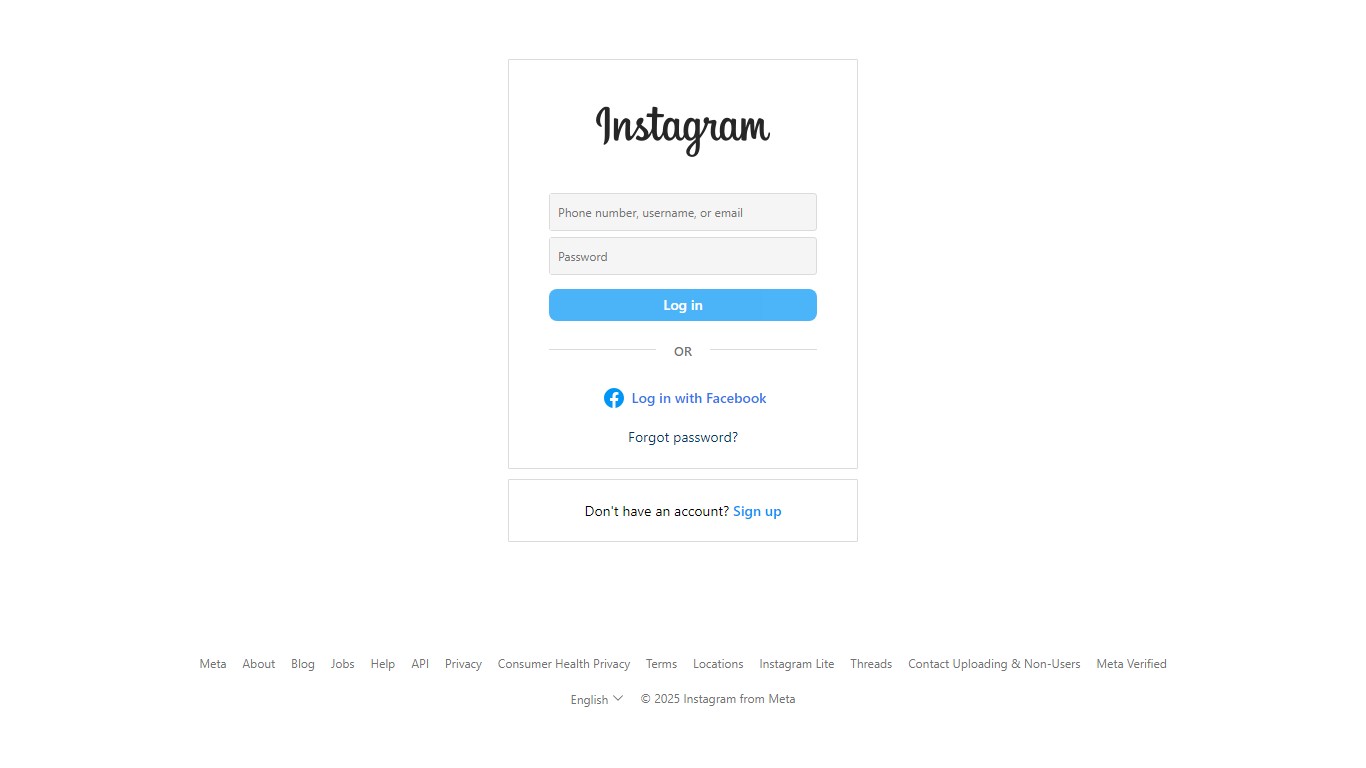 Instagram
Phone number, username, or email
Password
Log in
OR
Log in with Facebook
Forgot password?
Don't have an account? Sign up
Meta About Blog Jobs Help API Privacy Consumer Health Privacy Terms Locations Instagram Lite Threads Contact Uploading & Non-Users Meta Verified
English © 2025 Instagram from Meta